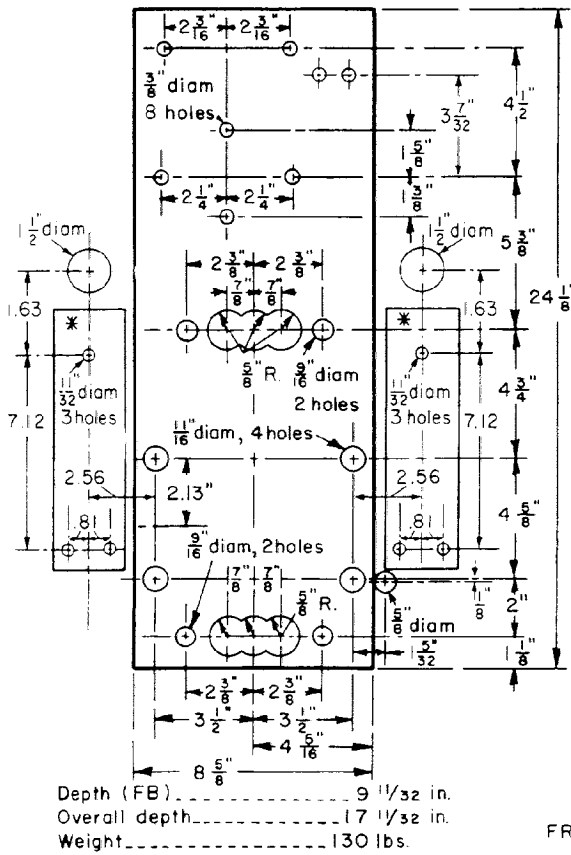 2 3/16" 2 3/16"
3/8" diam
8 holes
4 1/2"
3 7/32"
1 5/8"
1 3/8"
2 1/4" 2 1/4"
1 1/2" diam
1 1/2" diam
5 3/8"
24 1/8"
2 3/8" 2 3/8"
7/8" 7/8"
1.63
1.63
*
*
5/8" R.
9/16" diam
2 holes
11/32" diam
3 holes
11/32" diam
3 holes
4 3/4"
7.12
7.12
11/16" diam, 4 holes
2.56
2.56
2.13"
4 5/8"
.81
.81
9/16" diam, 2 holes
7/8" 7/8"
5/8" R.
5/8" diam
1/8"
2"
1 5/32"
1 1/8"
2 3/8" 2 3/8"
3 1/2" 3 1/2"
4 5/16"
8 5/8"
Depth (FB) 9 11/32 in.
Overall depth 17 11/32 in.
Weight 130 lbs.
FR